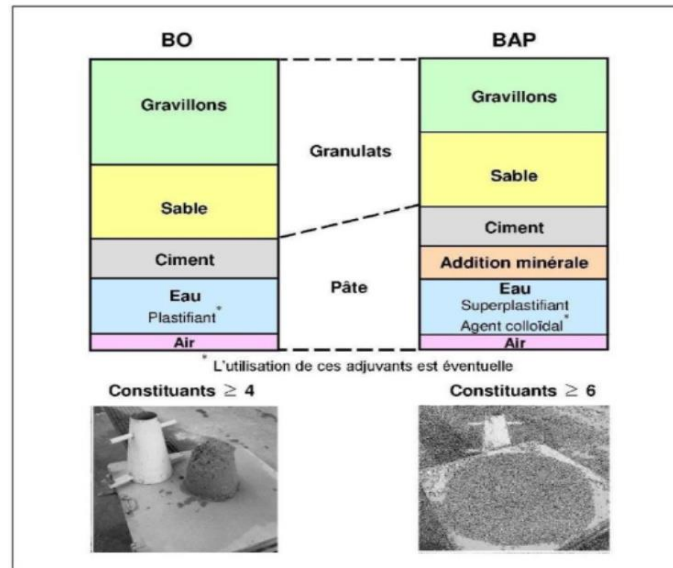 BO
BAP
Gravillons
Gravillons
Granulats
Sable
Sable
Ciment
Ciment
Addition minérale
Pâte
Eau
Plastifiant*
Eau
Superplastifiant
Agent colloïdal*
Air
Air
* L'utilisation de ces adjuvants est éventuelle
Constituants ≥ 4
Constituants ≥ 6